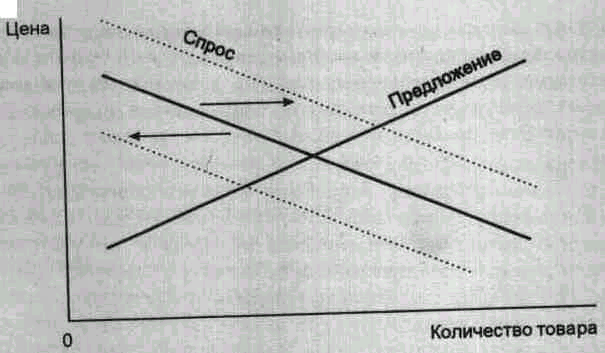 Цена
Спрос
Предложение
0
Количество товара